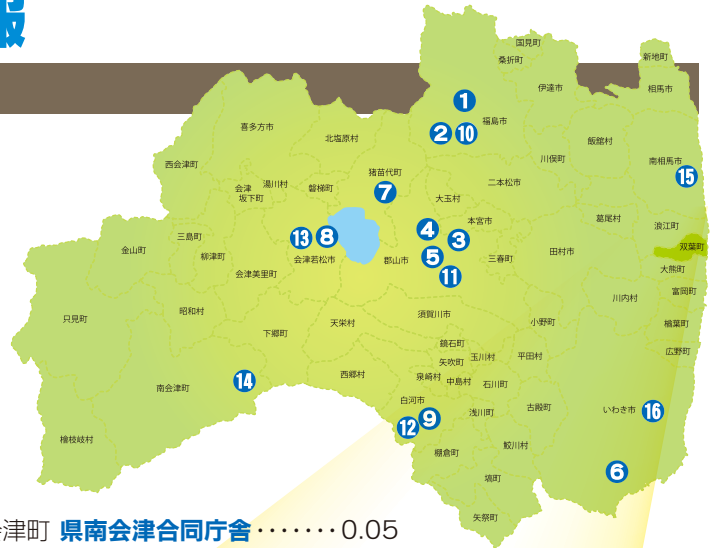 報
国見町
桑折町
新地町
伊達市
相馬市
1
福島市
2 10
喜多方市
北塩原村
飯舘村
川俣町
南相馬市
15
西会津町
猪苗代町
7
湯川村
会津
坂下町
磐梯町
二本松市
大玉村
葛尾村
本宮市
浪江町
4
3
13 8
三島町
金山町
柳津町
会津若松市
郡山市
5
三春町
田村市
双葉町
大熊町
会津美里町
11
富岡町
川内村
昭和村
只見町
天栄村
須賀川市
小野町
楢葉町
下郷町
鏡石町
広野町
矢吹町
玉川村
平田村
14
西郷村
泉崎村
中島村
石川町
南会津町
白河市
古殿町
いわき市
16
12 9
浅川町
檜枝岐村
棚倉町
鮫川村
6
塙町
矢祭町
会津町 県南会津合同庁舎‥‥‥‥0.05